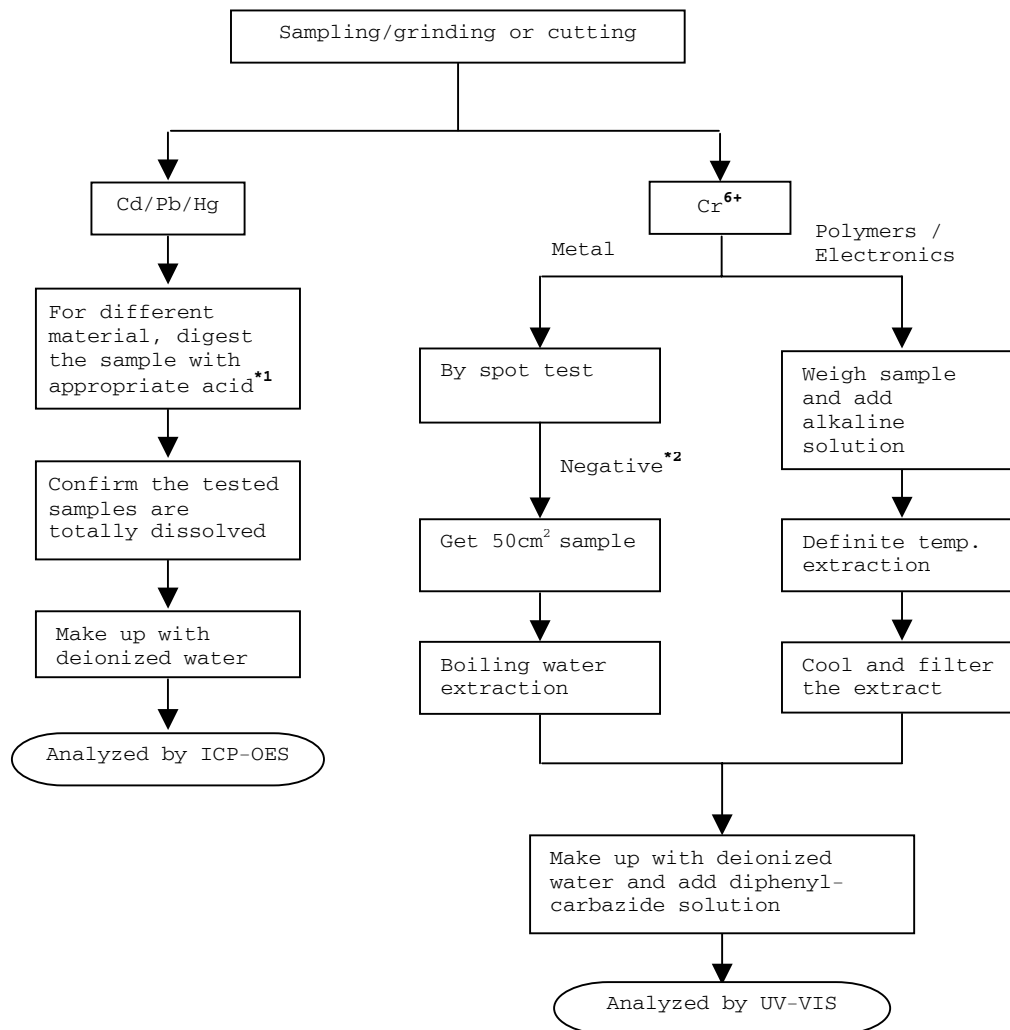 Sampling/grinding or cutting
Cd/Pb/Hg
Cr6+
Metal
Polymers /
Electronics
For different
material, digest
the sample with
appropriate acid*1
By spot test
Weigh sample
and add
alkaline
solution
Negative*2
Confirm the tested
samples are
totally dissolved
Get 50cm2 sample
Definite temp.
extraction
Make up with
deionized water
Boiling water
extraction
Cool and filter
the extract
Analyzed by ICP-OES
Make up with deionized
water and add diphenyl-
carbazide solution
Analyzed by UV-VIS